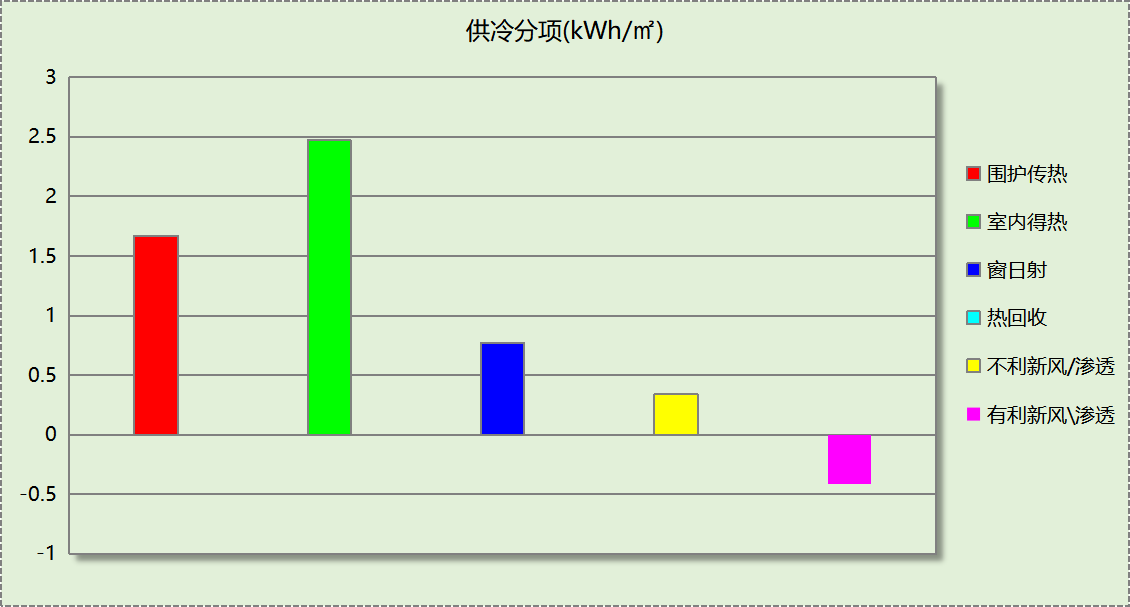 供冷分项(kWh/㎡)
3
2.5
2
1.5
1
0.5
0
-0.5
-1
围护传热
室内得热
窗日射
热回收
不利新风/渗透
有利新风\渗透